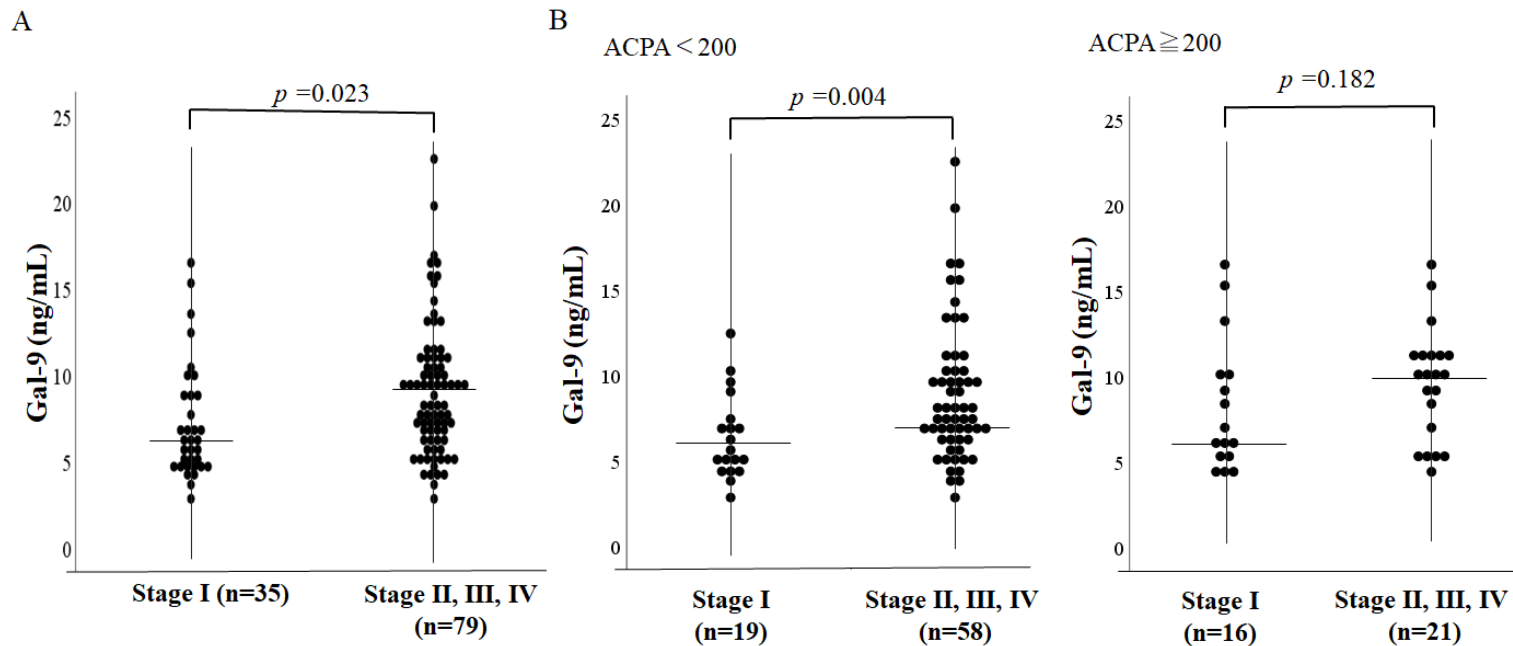 A
p =0.023
25
20
15
10
5
0
Gal-9 (ng/mL)
Stage I (n=35)
Stage II, III, IV
(n=79)
B
ACPA＜200
p =0.004
25
20
15
10
5
0
Gal-9 (ng/mL)
Stage I
(n=19)
Stage II, III, IV
(n=58)
ACPA≧200
p =0.182
25
20
15
10
5
0
Gal-9 (ng/mL)
Stage I
(n=16)
Stage II, III, IV
(n=21)